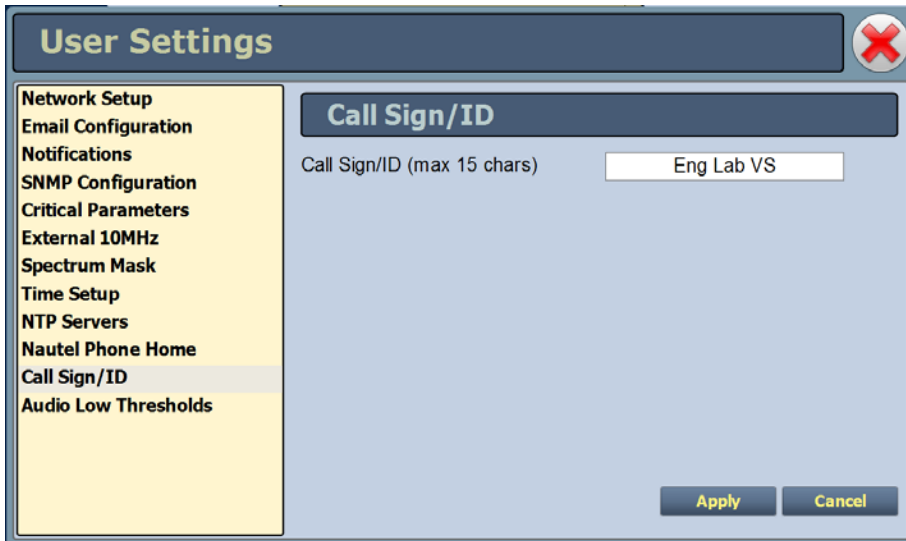 User Settings
Network Setup
Email Configuration
Notifications
SNMP Configuration
Critical Parameters
External 10MHz
Spectrum Mask
Time Setup
NTP Servers
Nautel Phone Home
Call Sign/ID
Audio Low Thresholds
Call Sign/ID
Call Sign/ID (max 15 chars) Eng Lab VS
Apply Cancel